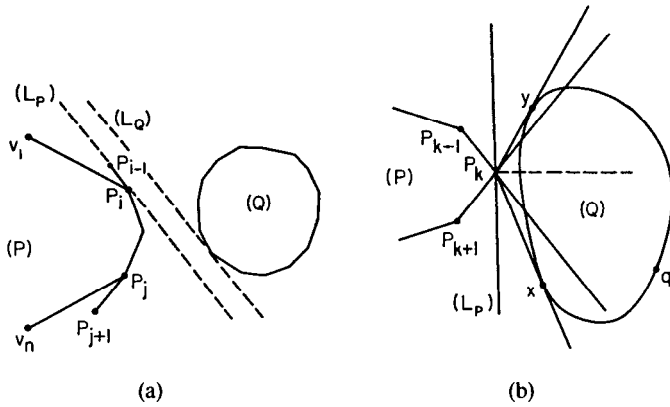 (L_P)
(L_Q)
v_1
P_{i-1}
P_i
(P)
(Q)
P_j
P_{j+1}
v_n
(a)
y
P_{k-1}
P_k
(P)
(Q)
P_{k+1}
q
x
(L_P)
(b)